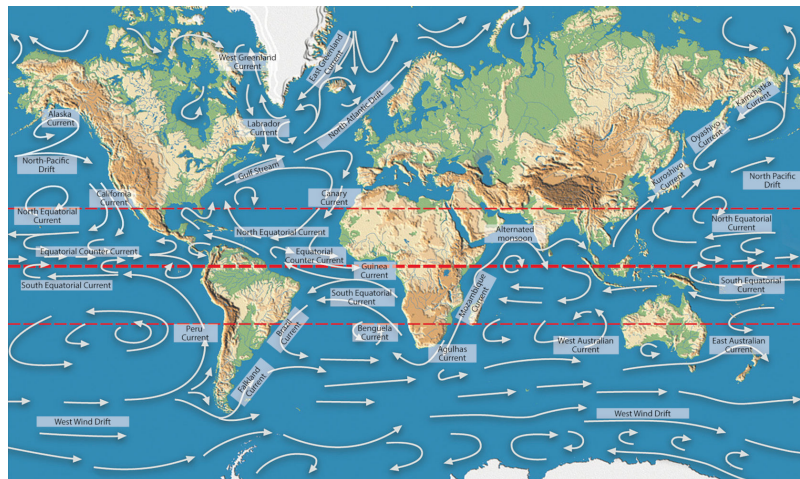 West Greenland
Current
East Greenland
Current
Alaska
Current
Labrador
Current
North Atlantic Drift
Kamchatka
Current
Oyashivo
Current
North-Pacific
Drift
Gulf Stream
Kuroshivo
Current
North Pacific
Drift
California
Current
Canary
Current
North Equatorial
Current
North Equatorial Current
Alternated
monsoon
North Equatorial
Current
Equatorial Counter Current
Equatorial
Counter Current
Guinea
Current
South Equatorial Current
South Equatorial
Current
Mozambique
Current
South Equatorial
Current
Peru
Current
Brazil
Current
Benguela
Current
Agulhas
Current
West Australian
Current
East Australian
Current
Falkland
Current
West Wind Drift
West Wind Drift